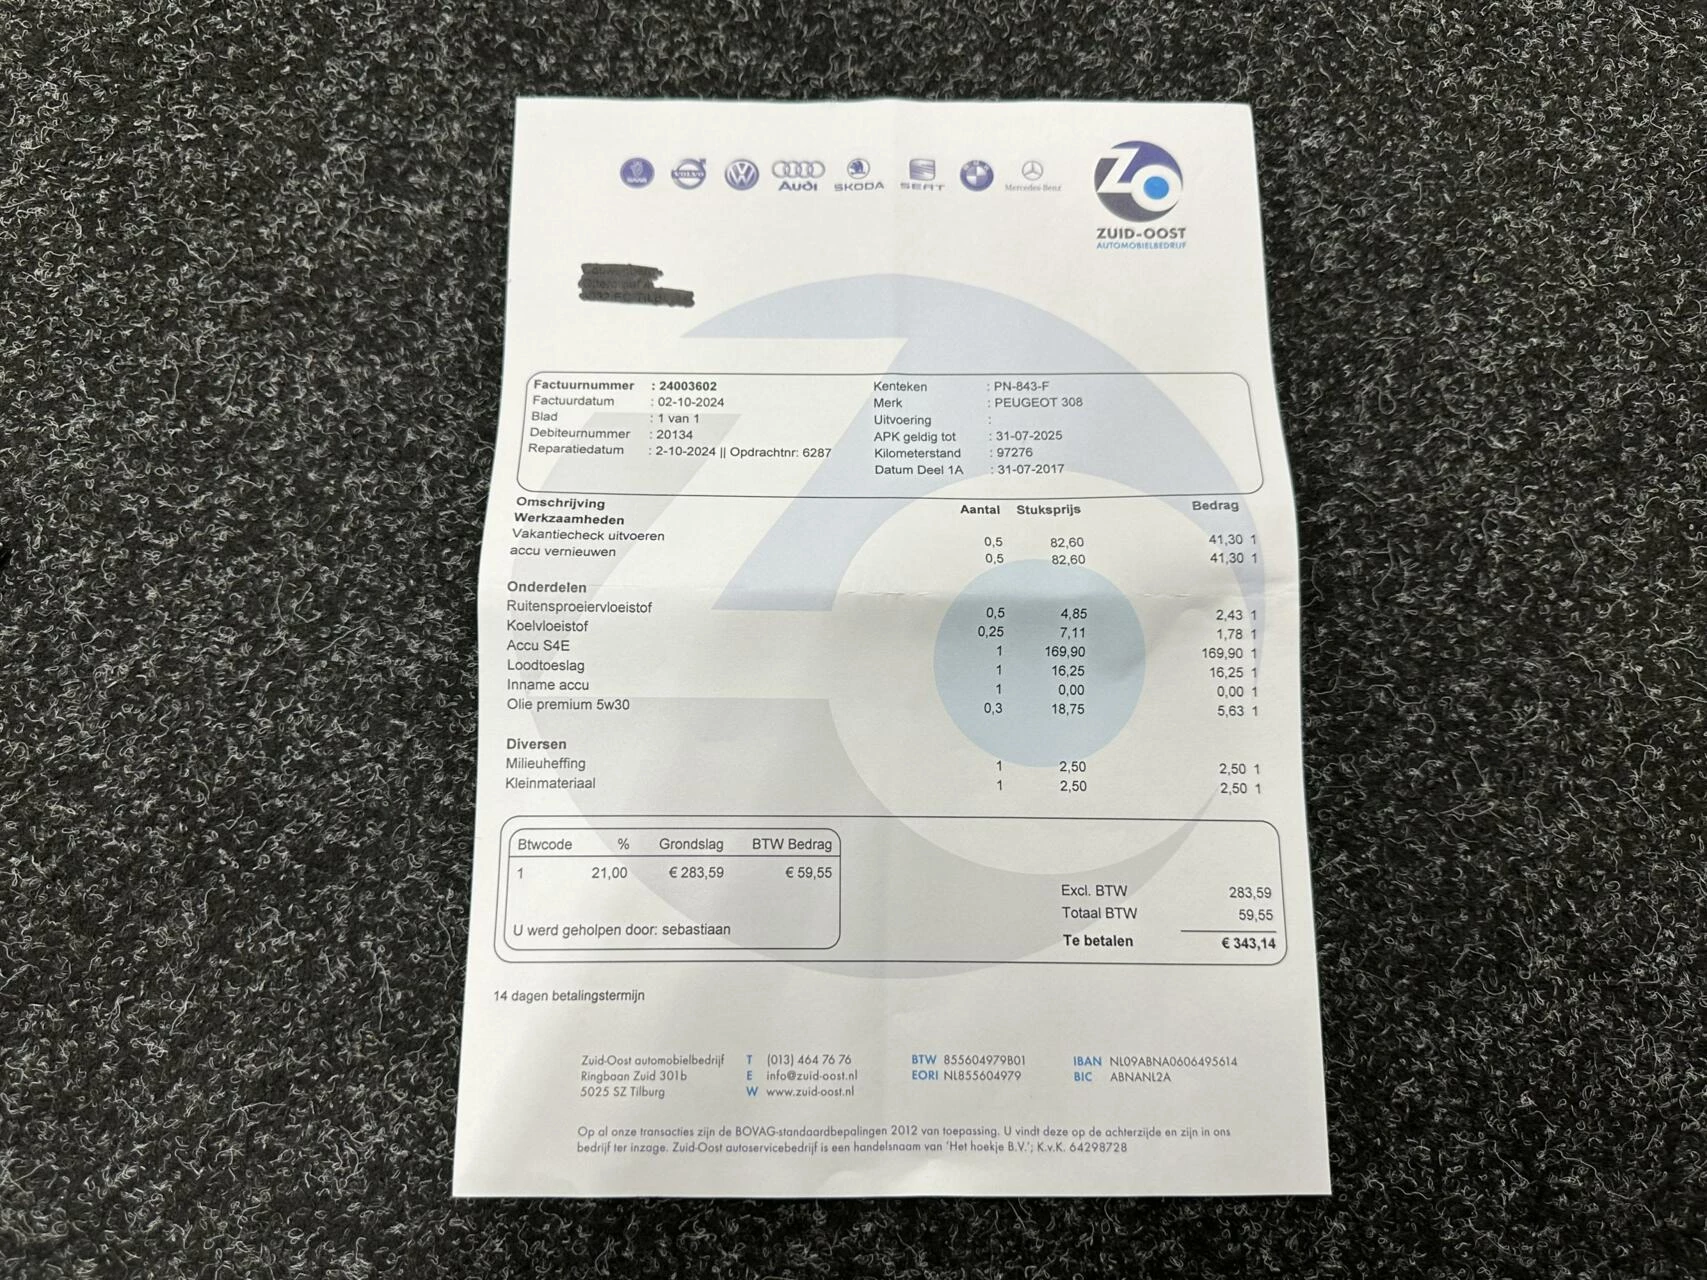 VOLVO
Audi
SKODA
SEAT
Mercedes-Benz
ZO
ZUID-OOST
AUTOMOBIELBEDRIJF
Factuurnummer : 24003602
Factuurdatum : 02-10-2024
Blad : 1 van 1
Debiteurnummer : 20134
Reparatiedatum : 2-10-2024 || Opdrachtnr: 6287
Kenteken : PN-843-F
Merk : PEUGEOT 308
Uitvoering :
APK geldig tot : 31-07-2025
Kilometerstand : 97276
Datum Deel 1A : 31-07-2017
Omschrijving Aantal Stuksprijs Bedrag
Werkzaamheden
Vakantiecheck uitvoeren 0,5 82,60 41,30 1
accu vernieuwen 0,5 82,60 41,30 1
Onderdelen
Ruitensproeiervloeistof 0,5 4,85 2,43 1
Koelvloeistof 0,25 7,11 1,78 1
Accu S4E 1 169,90 169,90 1
Loodtoeslag 1 16,25 16,25 1
Inname accu 1 0,00 0,00 1
Olie premium 5w30 0,3 18,75 5,63 1
Diversen
Milieuheffing 1 2,50 2,50 1
Kleinmateriaal 1 2,50 2,50 1
Btwcode % Grondslag BTW Bedrag
1 21,00 € 283,59 € 59,55
U werd geholpen door: sebastiaan
Excl. BTW 283,59
Totaal BTW 59,55
Te betalen € 343,14
14 dagen betalingstermijn
Zuid-Oost automobielbedrijf
Ringbaan Zuid 301b
5025 SZ Tilburg
T (013) 464 76 76
E info@zuid-oost.nl
W www.zuid-oost.nl
BTW 855604979B01
EORI NL855604979
IBAN NL09ABNA0606495614
BIC ABNANL2A
Op al onze transacties zijn de BOVAG-standaardbepalingen 2012 van toepassing. U vindt deze op de achterzijde en zijn in ons
bedrijf ter inzage. Zuid-Oost autoservicebedrijf is een handelsnaam van 'Het hoekje B.V.'; K.v.K. 64298728